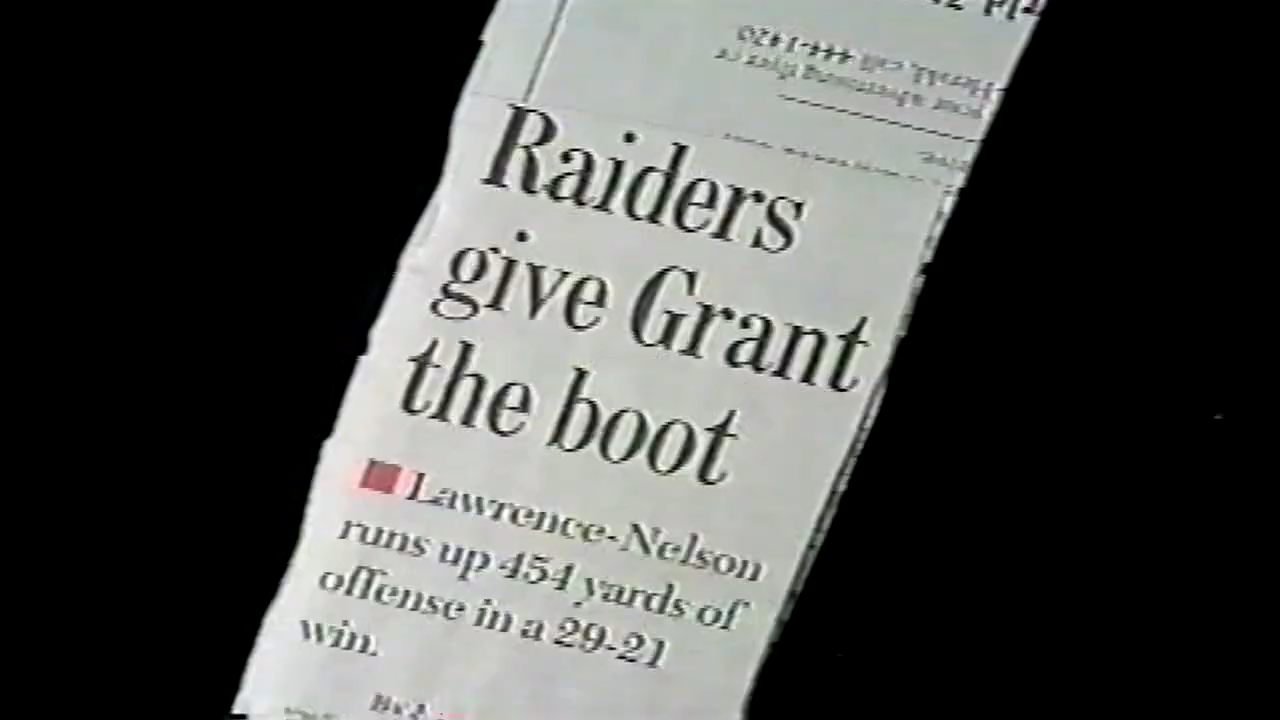 Raiders
give Grant
the boot
Lawrence-Nelson
runs up 454 yards of
offense in a 29-21
win.